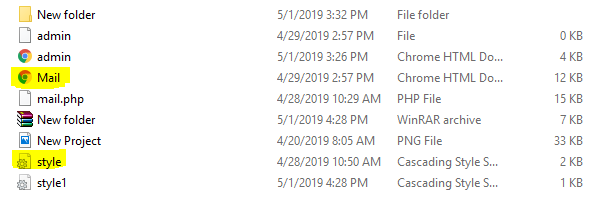 New folder 5/1/2019 3:32 PM File folder
admin 4/29/2019 2:57 PM File 0 KB
admin 5/1/2019 3:26 PM Chrome HTML Do... 4 KB
Mail 4/29/2019 2:57 PM Chrome HTML Do... 12 KB
mail.php 4/28/2019 10:29 AM PHP File 15 KB
New folder 5/1/2019 4:28 PM WinRAR archive 7 KB
New Project 4/20/2019 8:05 AM PNG File 33 KB
style 4/28/2019 10:50 AM Cascading Style S... 2 KB
style1 5/1/2019 4:28 PM Cascading Style S... 1 KB